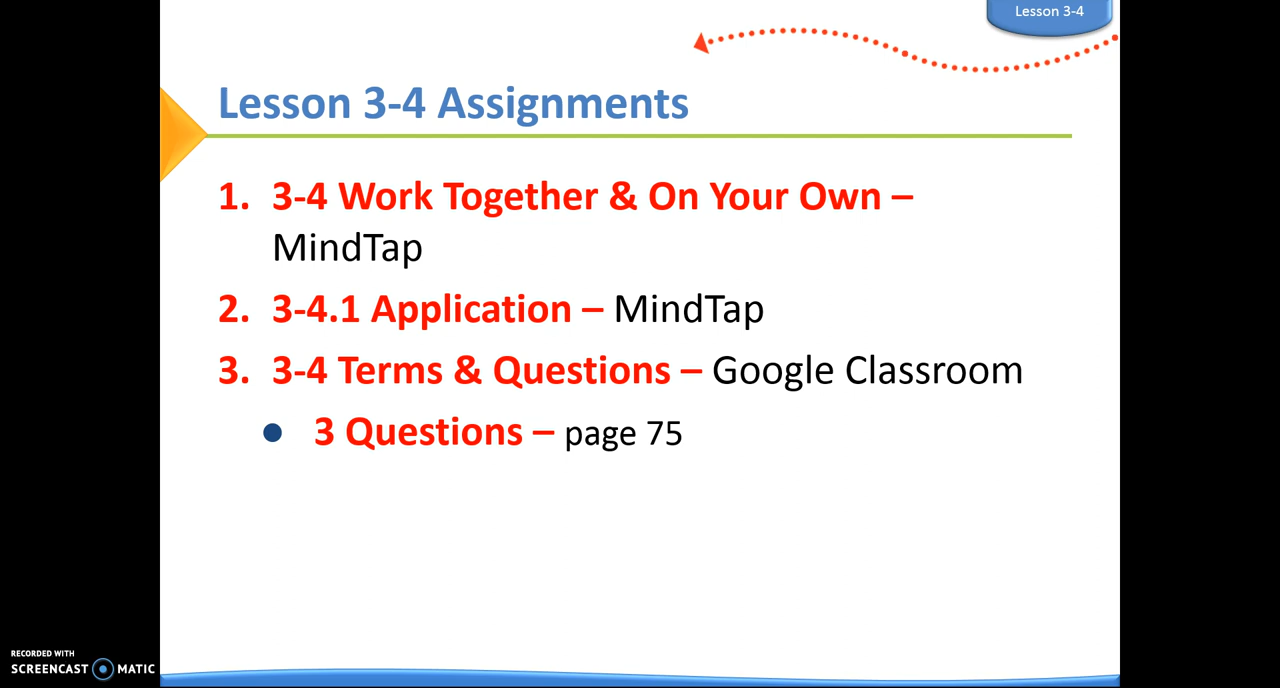 Lesson 3-4
Lesson 3-4 Assignments
1. 3-4 Work Together & On Your Own –
MindTap
2. 3-4.1 Application – MindTap
3. 3-4 Terms & Questions – Google Classroom
● 3 Questions – page 75
RECORDED WITH
SCREENCAST MATIC